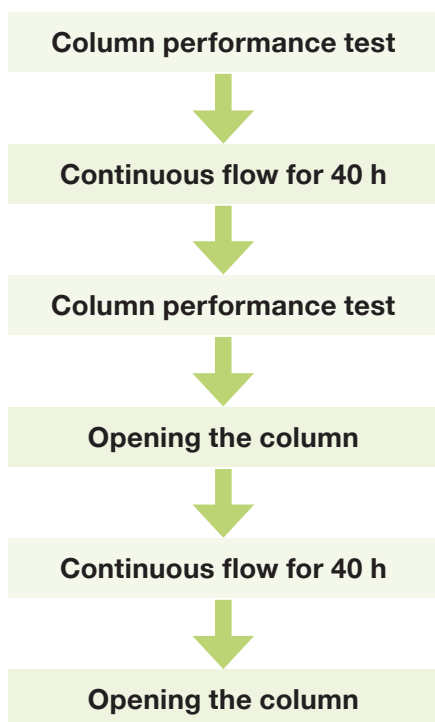 Column performance test
Continuous flow for 40 h
Column performance test
Opening the column
Continuous flow for 40 h
Opening the column